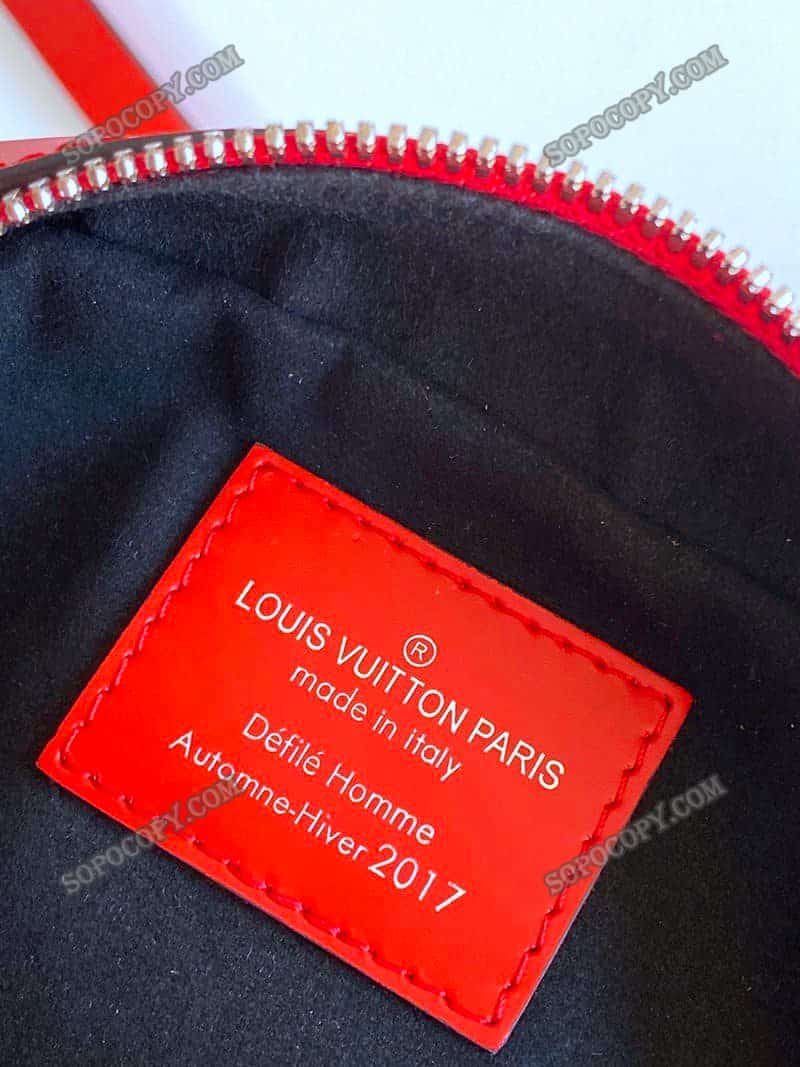 SOPOCOPY.COM
SOPOCOPY.COM
®
LOUIS VUITTON PARIS
made in italy
Défilé Homme
Automne-Hiver 2017
SOPOCOPY.COM
SOPOCOPY.COM